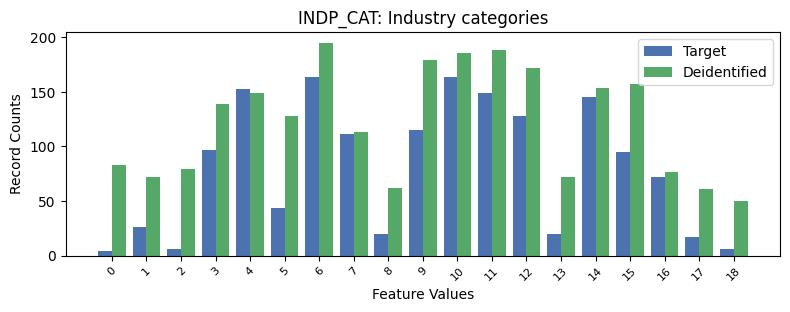 INDP_CAT: Industry categories
200
150
100
50
0
Record Counts
Target
Deidentified
0 1 2 3 4 5 6 7 8 9 10 11 12 13 14 15 16 17 18
Feature Values